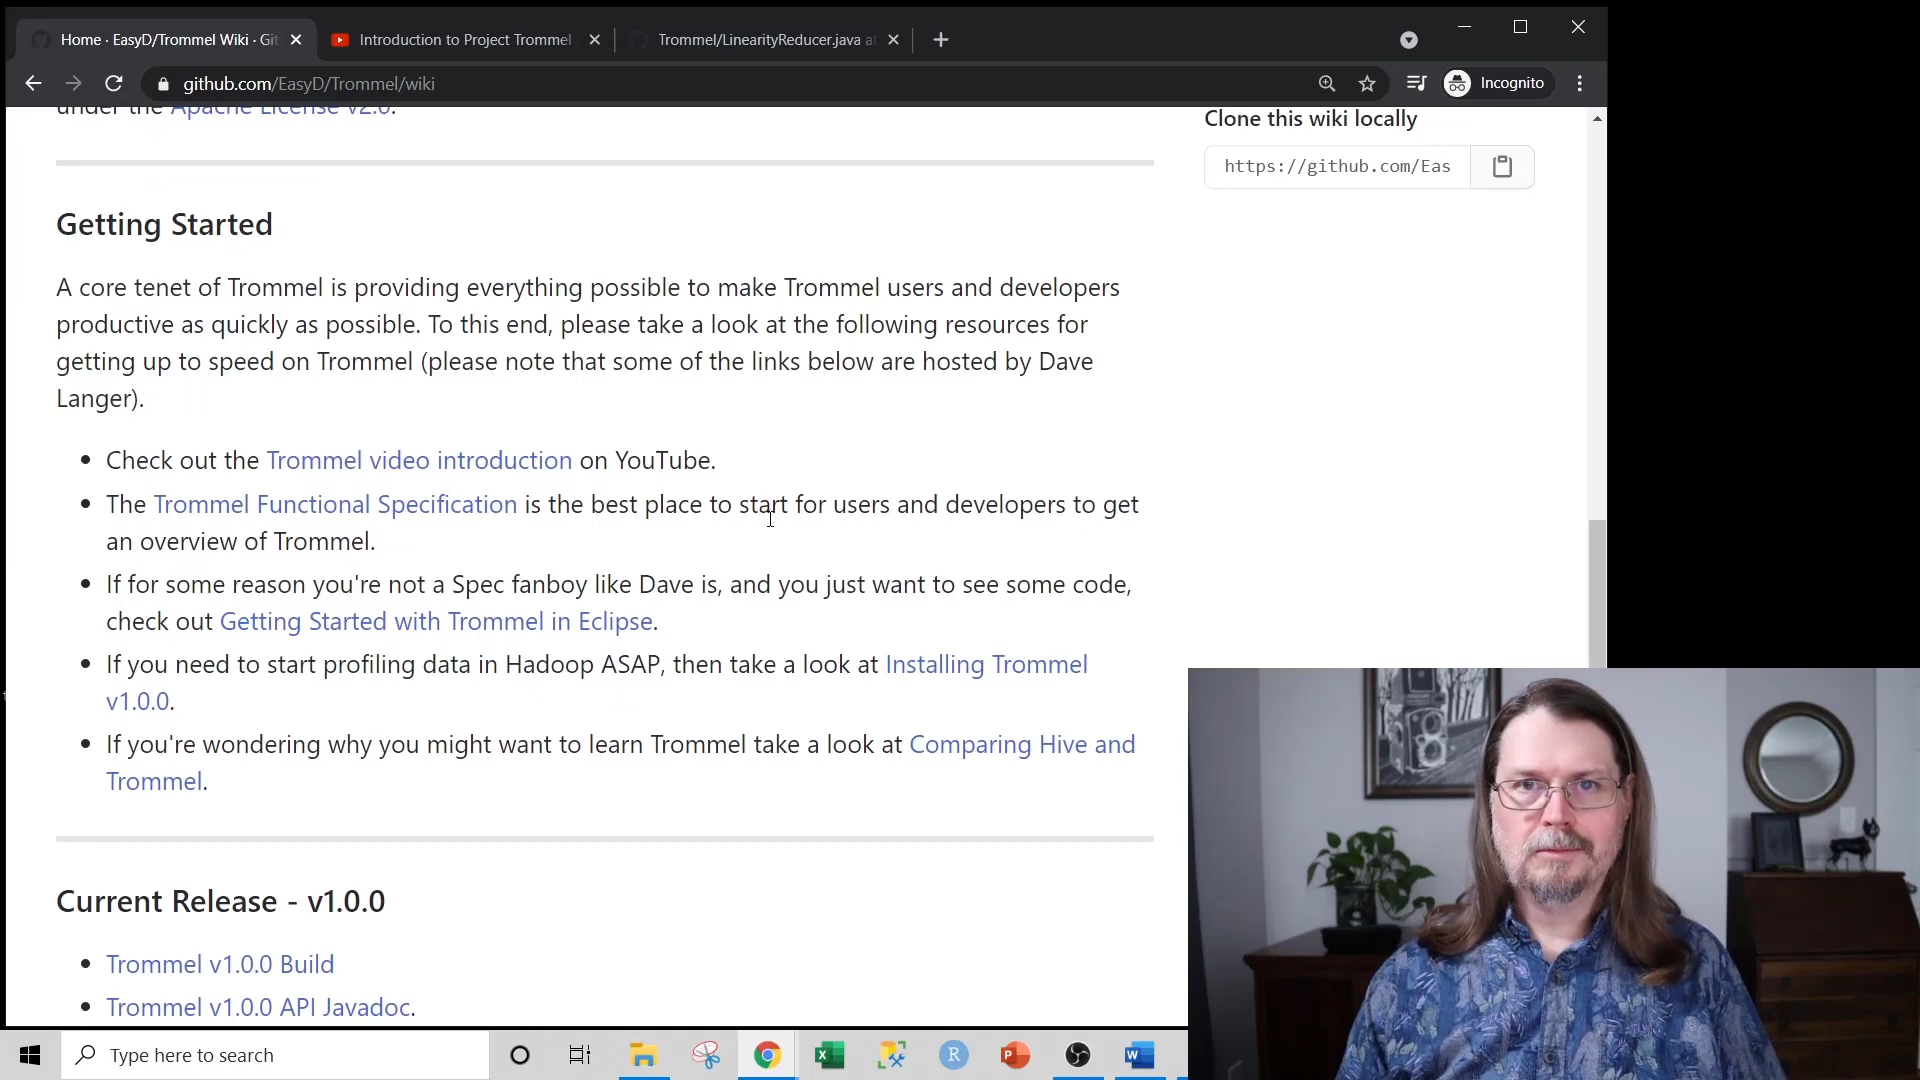 Home · EasyD/Trommel Wiki · Git
Introduction to Project Trommel
Trommel/LinearityReducer.java at
github.com/EasyD/Trommel/wiki
Incognito
under the Apache License v2.0.
Clone this wiki locally
https://github.com/Eas
Getting Started
A core tenet of Trommel is providing everything possible to make Trommel users and developers
productive as quickly as possible. To this end, please take a look at the following resources for
getting up to speed on Trommel (please note that some of the links below are hosted by Dave
Langer).
Check out the Trommel video introduction on YouTube.
The Trommel Functional Specification is the best place to start for users and developers to get
an overview of Trommel.
If for some reason you're not a Spec fanboy like Dave is, and you just want to see some code,
check out Getting Started with Trommel in Eclipse.
If you need to start profiling data in Hadoop ASAP, then take a look at Installing Trommel
v1.0.0.
If you're wondering why you might want to learn Trommel take a look at Comparing Hive and
Trommel.
Current Release - v1.0.0
Trommel v1.0.0 Build
Trommel v1.0.0 API Javadoc.
Type here to search